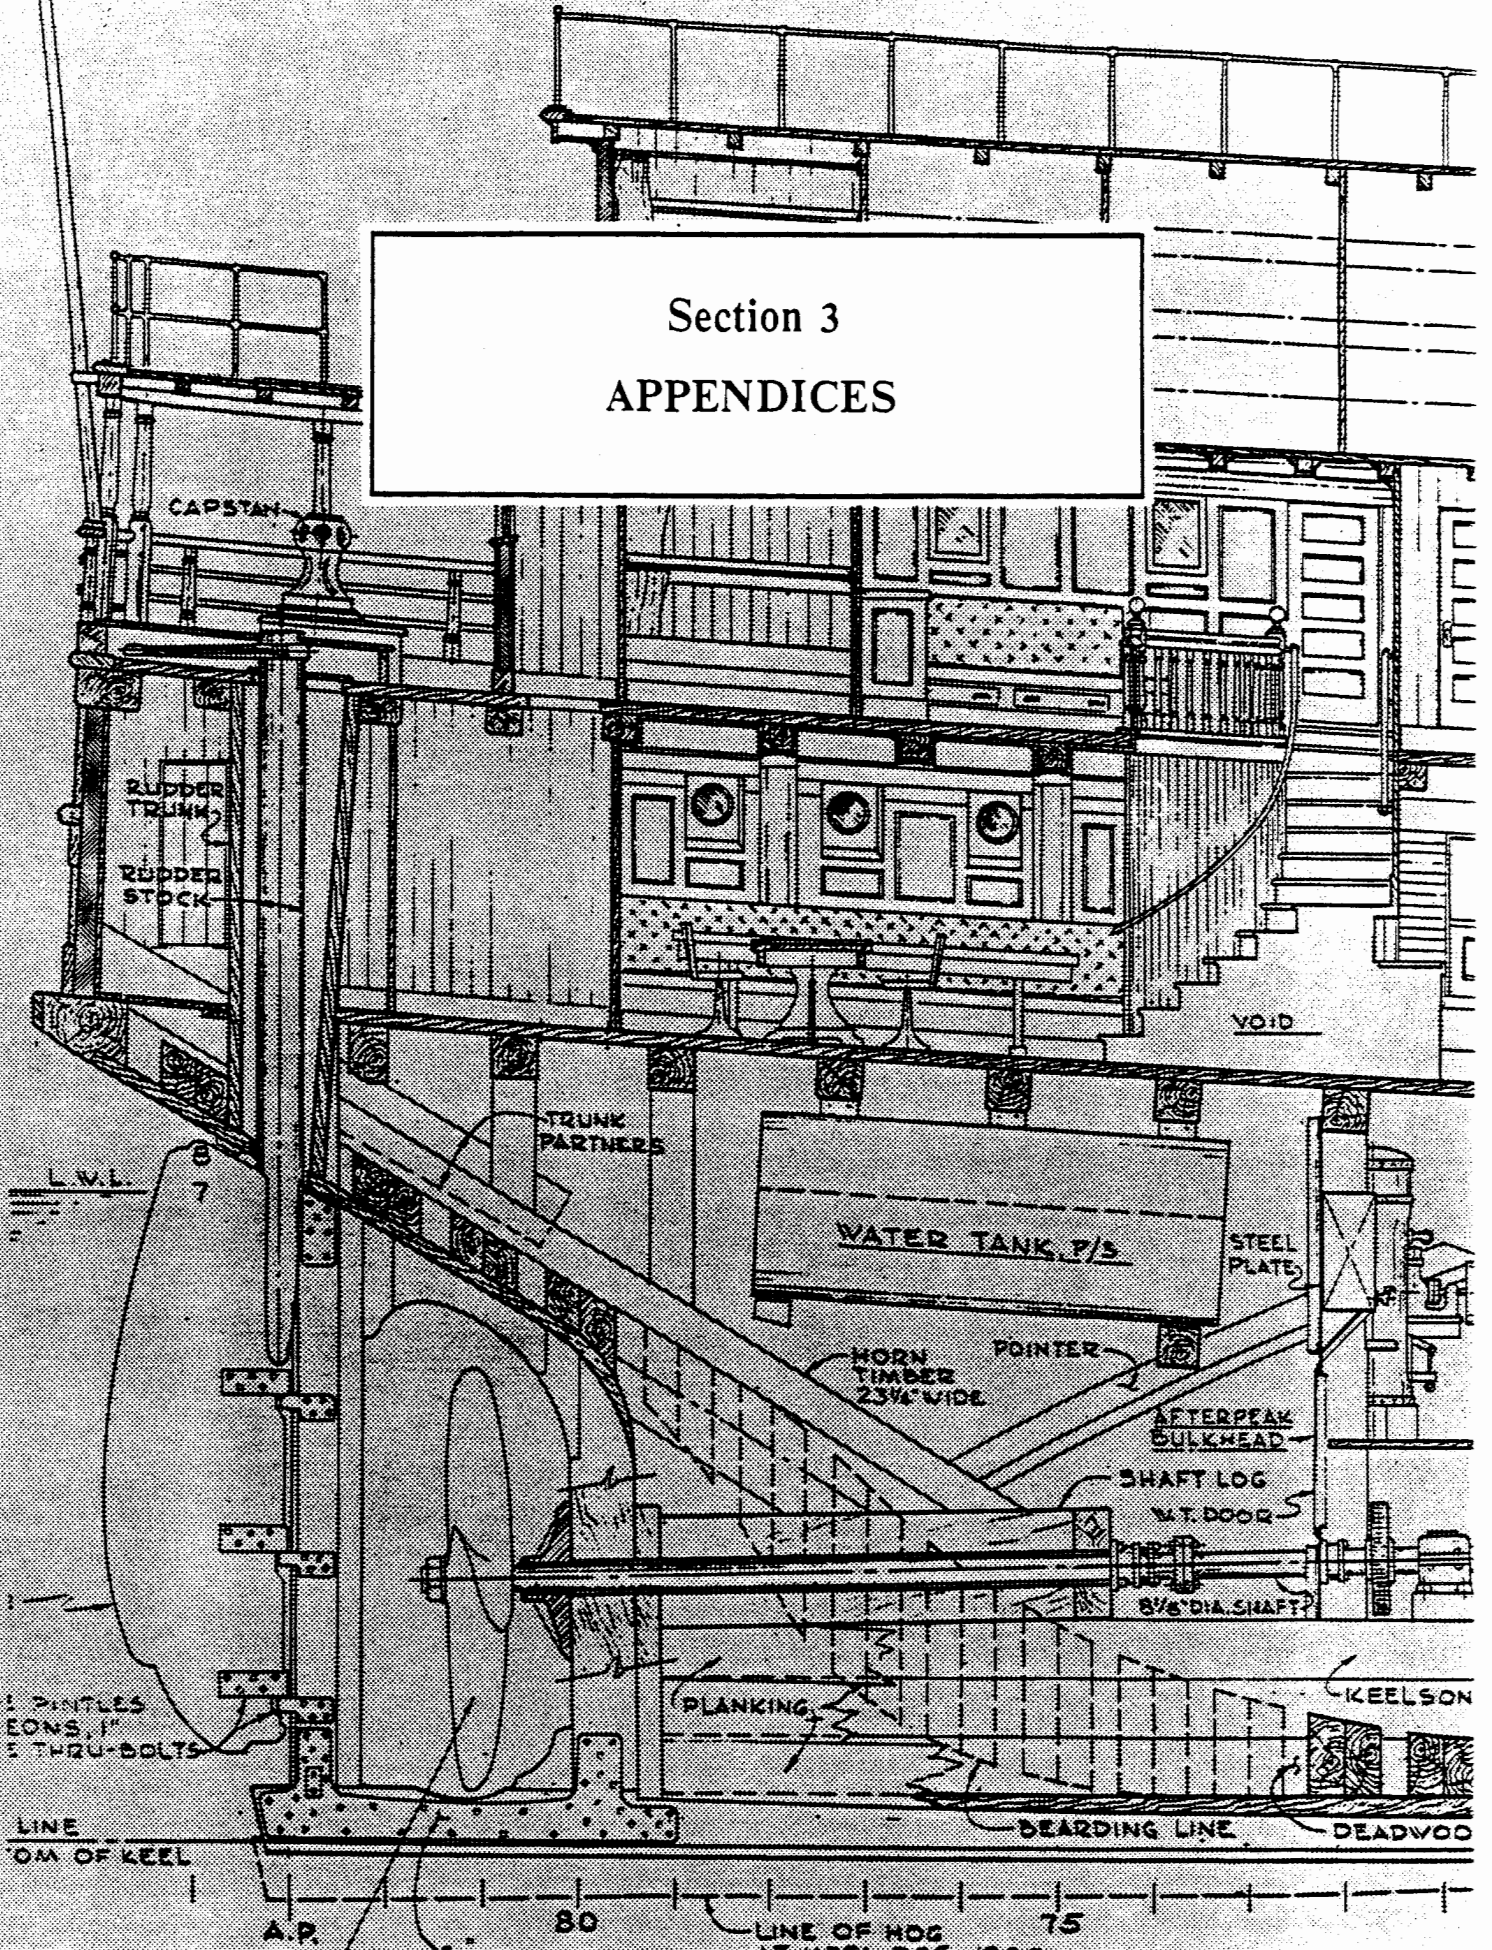 Section 3
APPENDICES
CAPSTAN
RUDDER
TRUNK
RUDDER
STOCK
VOID
TRUNK
PARTNERS
L.W.L.
8
7
WATER TANK, P/S
STEEL
PLATE
HORN
TIMBER
23¼" WIDE
POINTER
AFTERPEAK
BULKHEAD
SHAFT LOG
W.T. DOOR
8⅛" DIA. SHAFT
PINTLES
EONS, 1"
THRU-BOLTS
PLANKING
KEELSON
BEARDING LINE
DEADWOO
LINE
OM OF KEEL
A.P.
80
75
LINE OF HOG